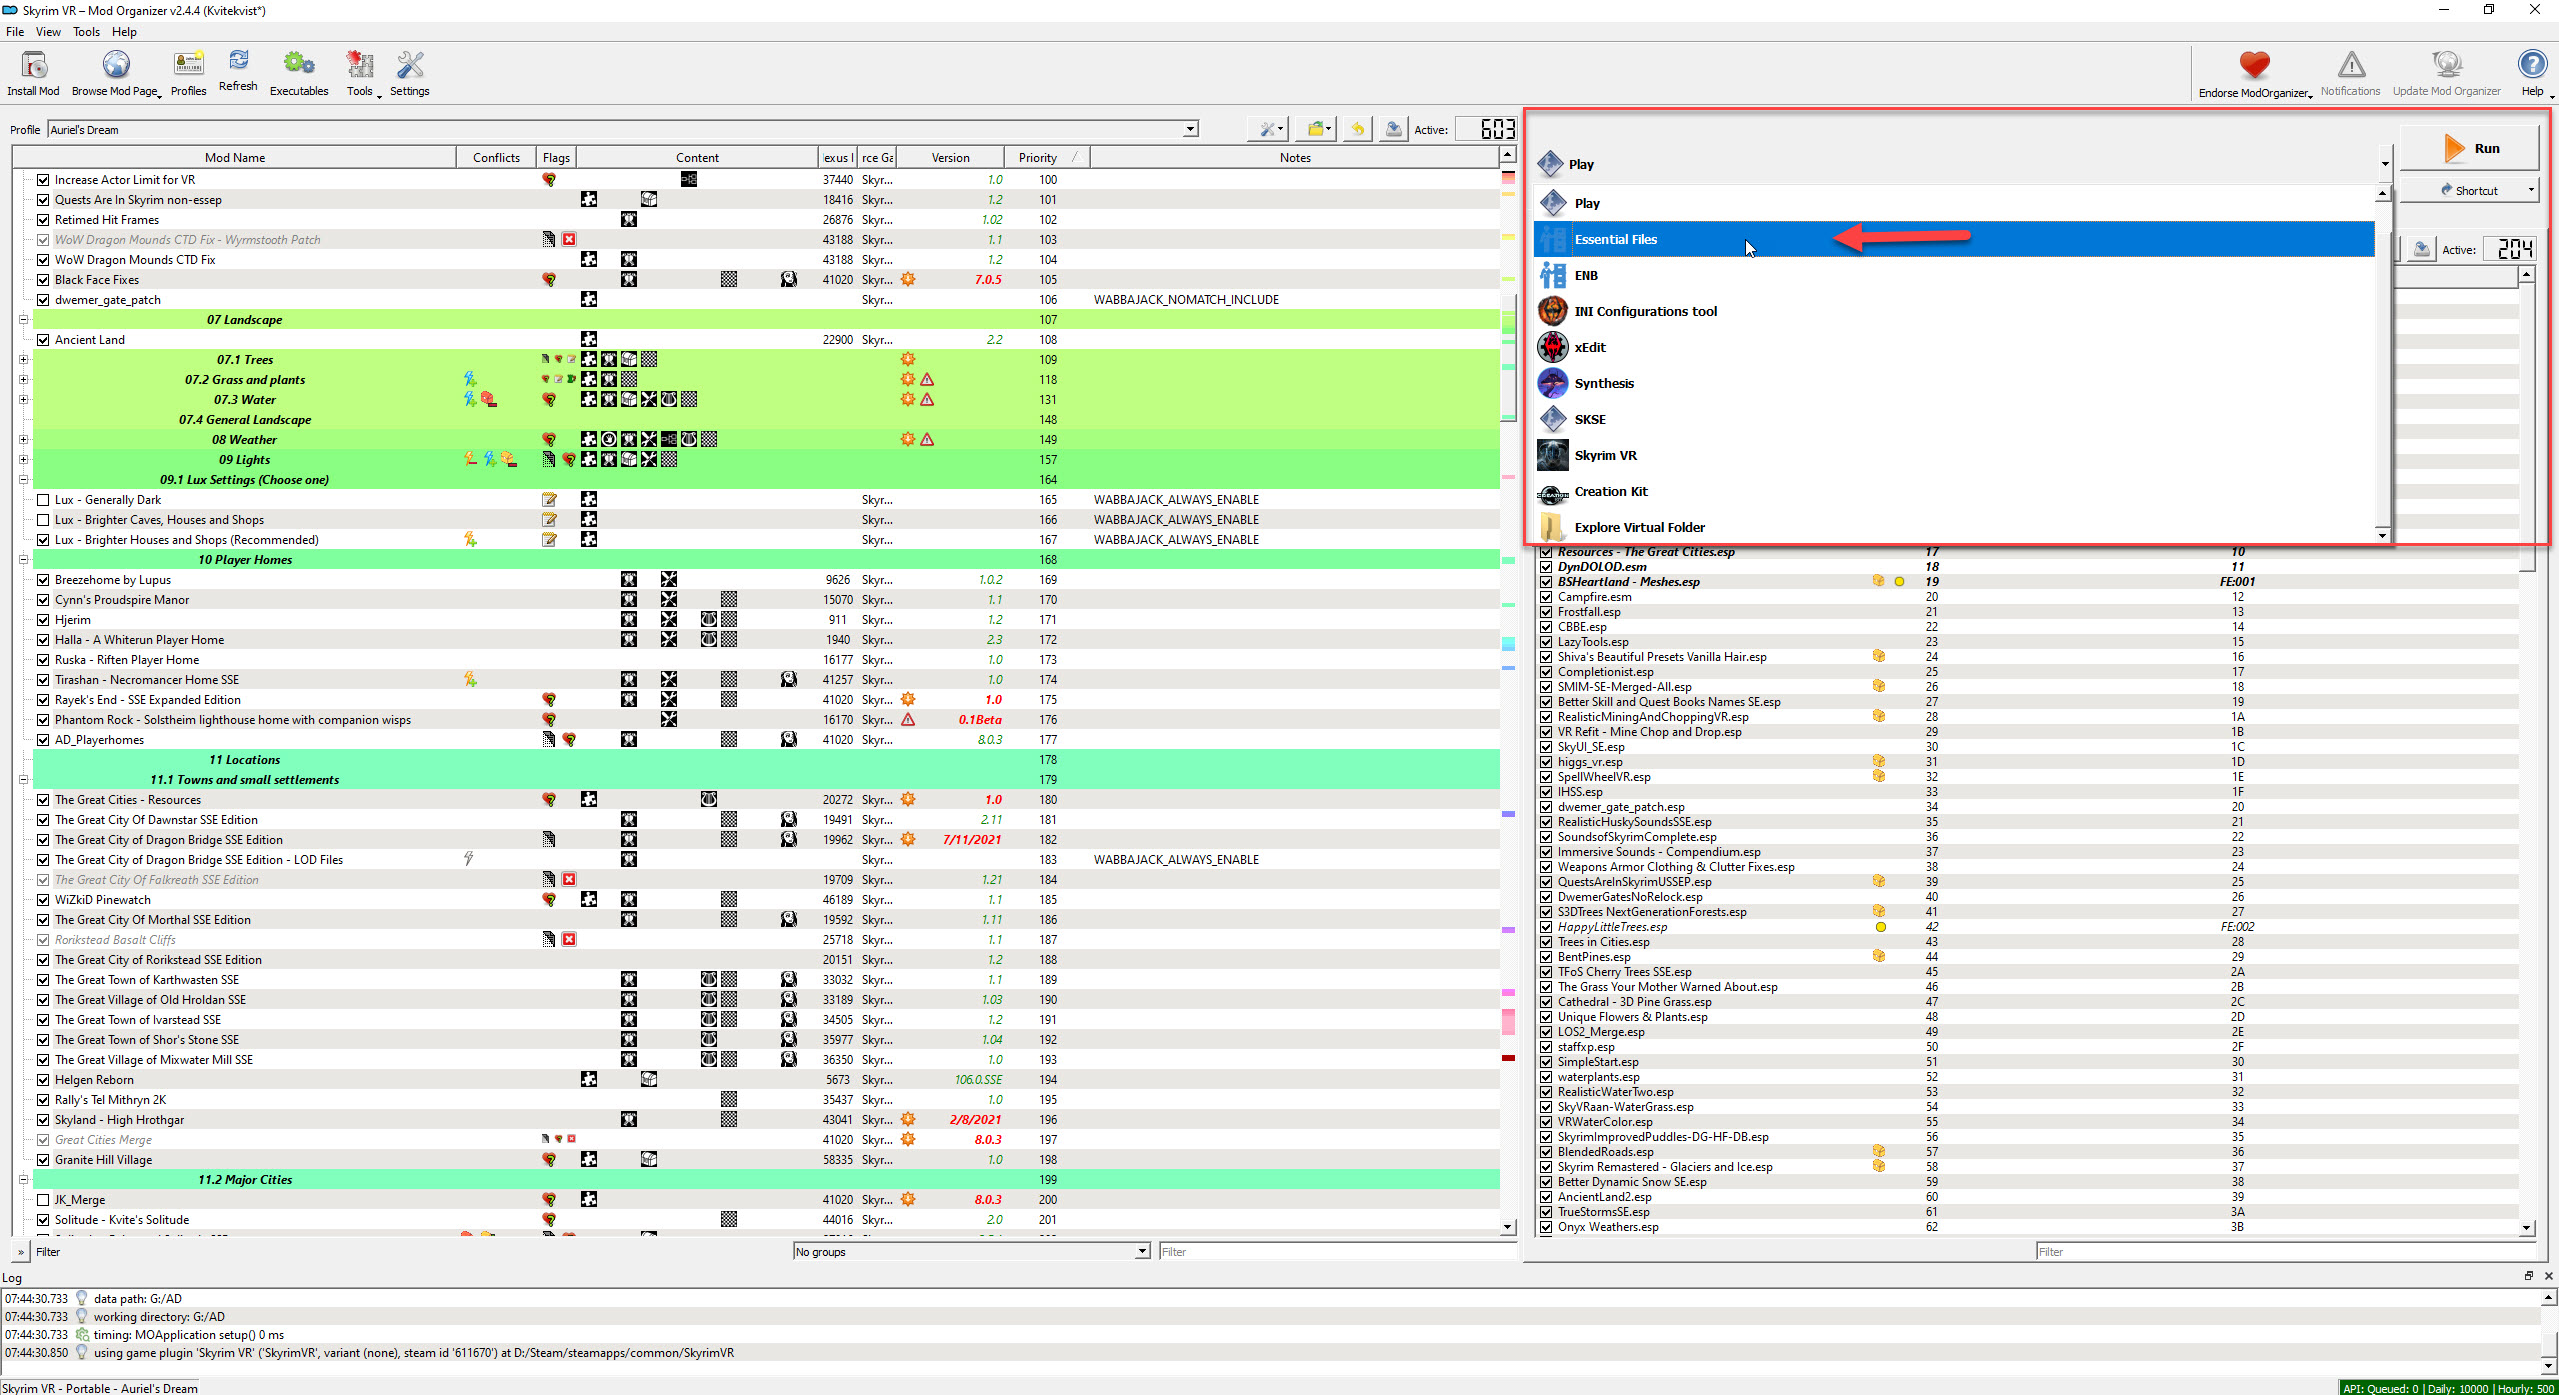 Skyrim VR – Mod Organizer v2.4.4 (Kvitekvist*)
File View Tools Help
Install Mod Browse Mod Page Profiles Refresh Executables Tools Settings
Endorse ModOrganizer Notifications Update Mod Organizer Help
Profile Auriel's Dream Active: 603
Mod Name Conflicts Flags Content Version Priority Notes
Increase Actor Limit for VR 37440 Skyr... 1.0 100
Quests Are In Skyrim non-essep 18416 Skyr... 1.2 101
Retimed Hit Frames 26876 Skyr... 1.02 102
WoW Dragon Mounds CTD Fix - Wyrmstooth Patch 43188 Skyr... 1.1 103
WoW Dragon Mounds CTD Fix 43188 Skyr... 1.2 104
Black Face Fixes 41020 Skyr... 7.0.5 105
dwemer_gate_patch Skyr... 106 WABBAJACK_NOMATCH_INCLUDE
07 Landscape 107
Ancient Land 22900 Skyr... 2.2 108
07.1 Trees 109
07.2 Grass and plants 118
07.3 Water 131
07.4 General Landscape 148
08 Weather 149
09 Lights 157
09.1 Lux Settings (Choose one) 164
Lux - Generally Dark Skyr... 165 WABBAJACK_ALWAYS_ENABLE
Lux - Brighter Caves, Houses and Shops Skyr... 166 WABBAJACK_ALWAYS_ENABLE
Lux - Brighter Houses and Shops (Recommended) Skyr... 167 WABBAJACK_ALWAYS_ENABLE
10 Player Homes 168
Breezehome by Lupus 9626 Skyr... 1.0.2 169
Cynn's Proudspire Manor 15070 Skyr... 1.1 170
Hjerim 911 Skyr... 1.2 171
Halla - A Whiterun Player Home 1940 Skyr... 2.3 172
Ruska - Riften Player Home 16177 Skyr... 1.0 173
Tirashan - Necromancer Home SSE 41257 Skyr... 1.0 174
Rayek's End - SSE Expanded Edition 41020 Skyr... 1.0 175
Phantom Rock - Solstheim lighthouse home with companion wisps 16170 Skyr... 0.1Beta 176
AD_Playerhomes 41020 Skyr... 8.0.3 177
11 Locations 178
11.1 Towns and small settlements 179
The Great Cities - Resources 20272 Skyr... 1.0 180
The Great City Of Dawnstar SSE Edition 19491 Skyr... 2.11 181
The Great City of Dragon Bridge SSE Edition 19962 Skyr... 7/11/2021 182
The Great City of Dragon Bridge SSE Edition - LOD Files Skyr... 183 WABBAJACK_ALWAYS_ENABLE
The Great City Of Falkreath SSE Edition 19709 Skyr... 1.21 184
WiZkiD Pinewatch 46189 Skyr... 1.1 185
The Great City Of Morthal SSE Edition 19592 Skyr... 1.11 186
Rorikstead Basalt Cliffs 25718 Skyr... 1.1 187
The Great City of Rorikstead SSE Edition 20151 Skyr... 1.2 188
The Great Town of Karthwasten SSE 33032 Skyr... 1.1 189
The Great Village of Old Hroldan SSE 33189 Skyr... 1.03 190
The Great Town of Ivarstead SSE 34505 Skyr... 1.2 191
The Great Town of Shor's Stone SSE 35977 Skyr... 1.04 192
The Great Village of Mixwater Mill SSE 36350 Skyr... 1.0 193
Helgen Reborn 5673 Skyr... 106.0.SSE 194
Rally's Tel Mithryn 2K 35437 Skyr... 1.0 195
Skyland - High Hrothgar 43041 Skyr... 2/8/2021 196
Great Cities Merge 41020 Skyr... 8.0.3 197
Granite Hill Village 58335 Skyr... 1.0 198
11.2 Major Cities 199
JK_Merge 41020 Skyr... 8.0.3 200
Solitude - Kvite's Solitude 44016 Skyr... 2.0 201
Filter No groups Filter
Play Run
Shortcut
Play
Essential Files
Active: 204
ENB
INI Configurations tool
xEdit
Synthesis
SKSE
Skyrim VR
Creation Kit
Explore Virtual Folder
Resources - The Great Cities.esp 17 10
DynDOLOD.esm 18 11
BSHeartland - Meshes.esp 19 FE:001
Campfire.esm 20 12
Frostfall.esp 21 13
CBBE.esp 22 14
LazyTools.esp 23 15
Shiva's Beautiful Presets Vanilla Hair.esp 24 16
Completionist.esp 25 17
SMIM-SE-Merged-All.esp 26 18
Better Skill and Quest Books Names SE.esp 27 19
RealisticMiningAndChoppingVR.esp 28 1A
VR Refit - Mine Chop and Drop.esp 29 1B
SkyUI_SE.esp 30 1C
higgs_vr.esp 31 1D
SpellWheelVR.esp 32 1E
IHSS.esp 33 1F
dwemer_gate_patch.esp 34 20
RealisticHuskySoundsSSE.esp 35 21
SoundsofSkyrimComplete.esp 36 22
Immersive Sounds - Compendium.esp 37 23
Weapons Armor Clothing & Clutter Fixes.esp 38 24
QuestsAreInSkyrimUSSEP.esp 39 25
DwemerGatesNoRelock.esp 40 26
S3DTrees NextGenerationForests.esp 41 27
HappyLittleTrees.esp 42 FE:002
Trees in Cities.esp 43 28
BentPines.esp 44 29
TFoS Cherry Trees SSE.esp 45 2A
The Grass Your Mother Warned About.esp 46 2B
Cathedral - 3D Pine Grass.esp 47 2C
Unique Flowers & Plants.esp 48 2D
LOS2_Merge.esp 49 2E
staffxp.esp 50 2F
SimpleStart.esp 51 30
waterplants.esp 52 31
RealisticWaterTwo.esp 53 32
SkyVRaan-WaterGrass.esp 54 33
VRWaterColor.esp 55 34
SkyrimImprovedPuddles-DG-HF-DB.esp 56 35
BlendedRoads.esp 57 36
Skyrim Remastered - Glaciers and Ice.esp 58 37
Better Dynamic Snow SE.esp 59 38
AncientLand2.esp 60 39
TrueStormsSE.esp 61 3A
Onyx Weathers.esp 62 3B
Filter
Log
07:44:30.733 data path: G:/AD
07:44:30.733 working directory: G:/AD
07:44:30.733 timing: MOApplication setup() 0 ms
07:44:30.850 using game plugin 'Skyrim VR' ('SkyrimVR', variant (none), steam id '611670') at D:/Steam/steamapps/common/SkyrimVR
Skyrim VR - Portable - Auriel's Dream
API: Queued: 0 | Daily: 10000 | Hourly: 500